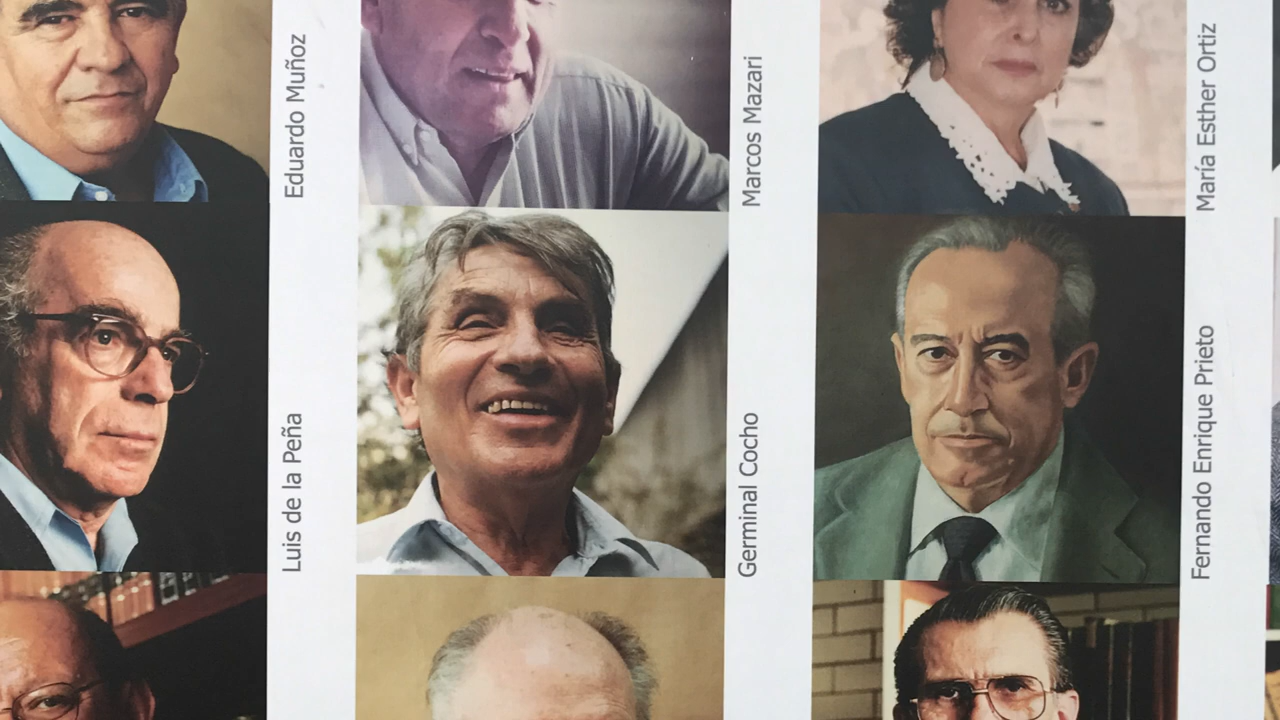 Eduardo Muñoz
Marcos Mazari
María Esther Ortiz
Luis de la Peña
Germinal Cocho
Fernando Enrique Prieto